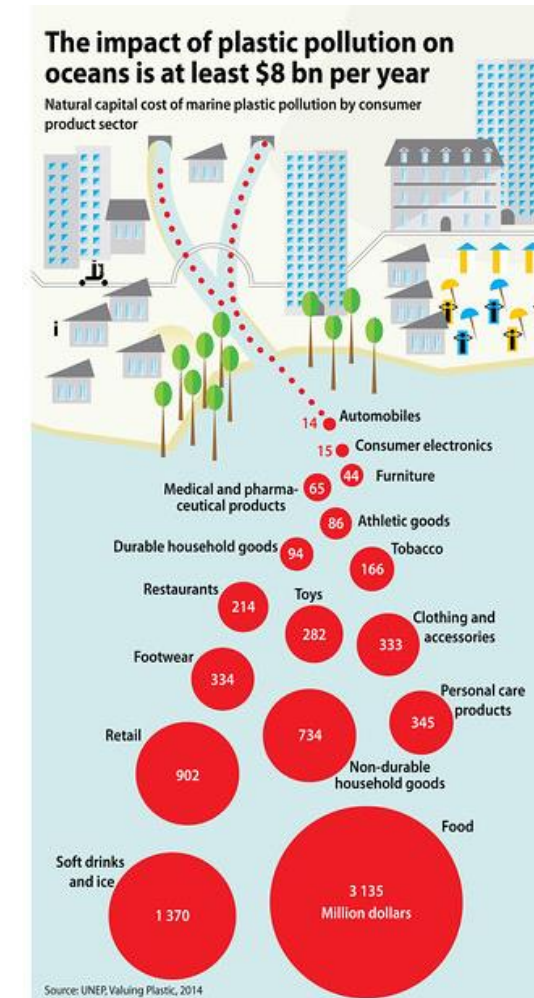 The impact of plastic pollution on
oceans is at least $8 bn per year
Natural capital cost of marine plastic pollution by consumer
product sector
14
Automobiles
15
Consumer electronics
44
Furniture
Medical and pharma-
ceutical products
65
86
Athletic goods
Durable household goods
94
Tobacco
166
Restaurants
214
Toys
282
Clothing and
accessories
333
Footwear
334
Personal care
products
345
Retail
902
734
Non-durable
household goods
Food
3 135
Million dollars
Soft drinks
and ice
1 370
Source: UNEP, Valuing Plastic, 2014